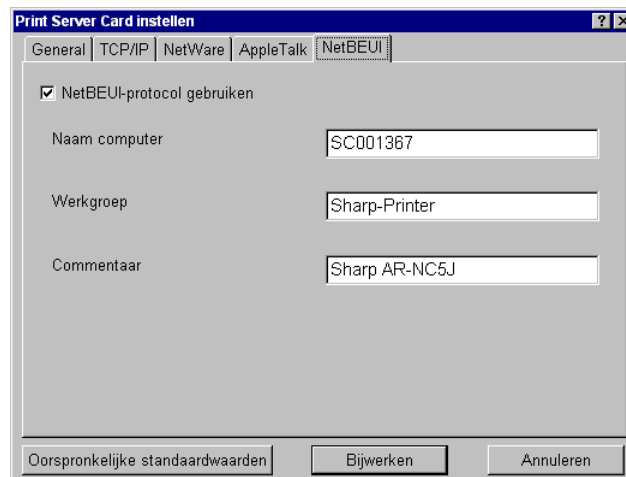 Print Server Card instellen
General TCP/IP NetWare AppleTalk NetBEUI
NetBEUI-protocol gebruiken
Naam computer SC001367
Werkgroep Sharp-Printer
Commentaar Sharp AR-NC5J
Oorspronkelijke standaardwaarden Bijwerken Annuleren